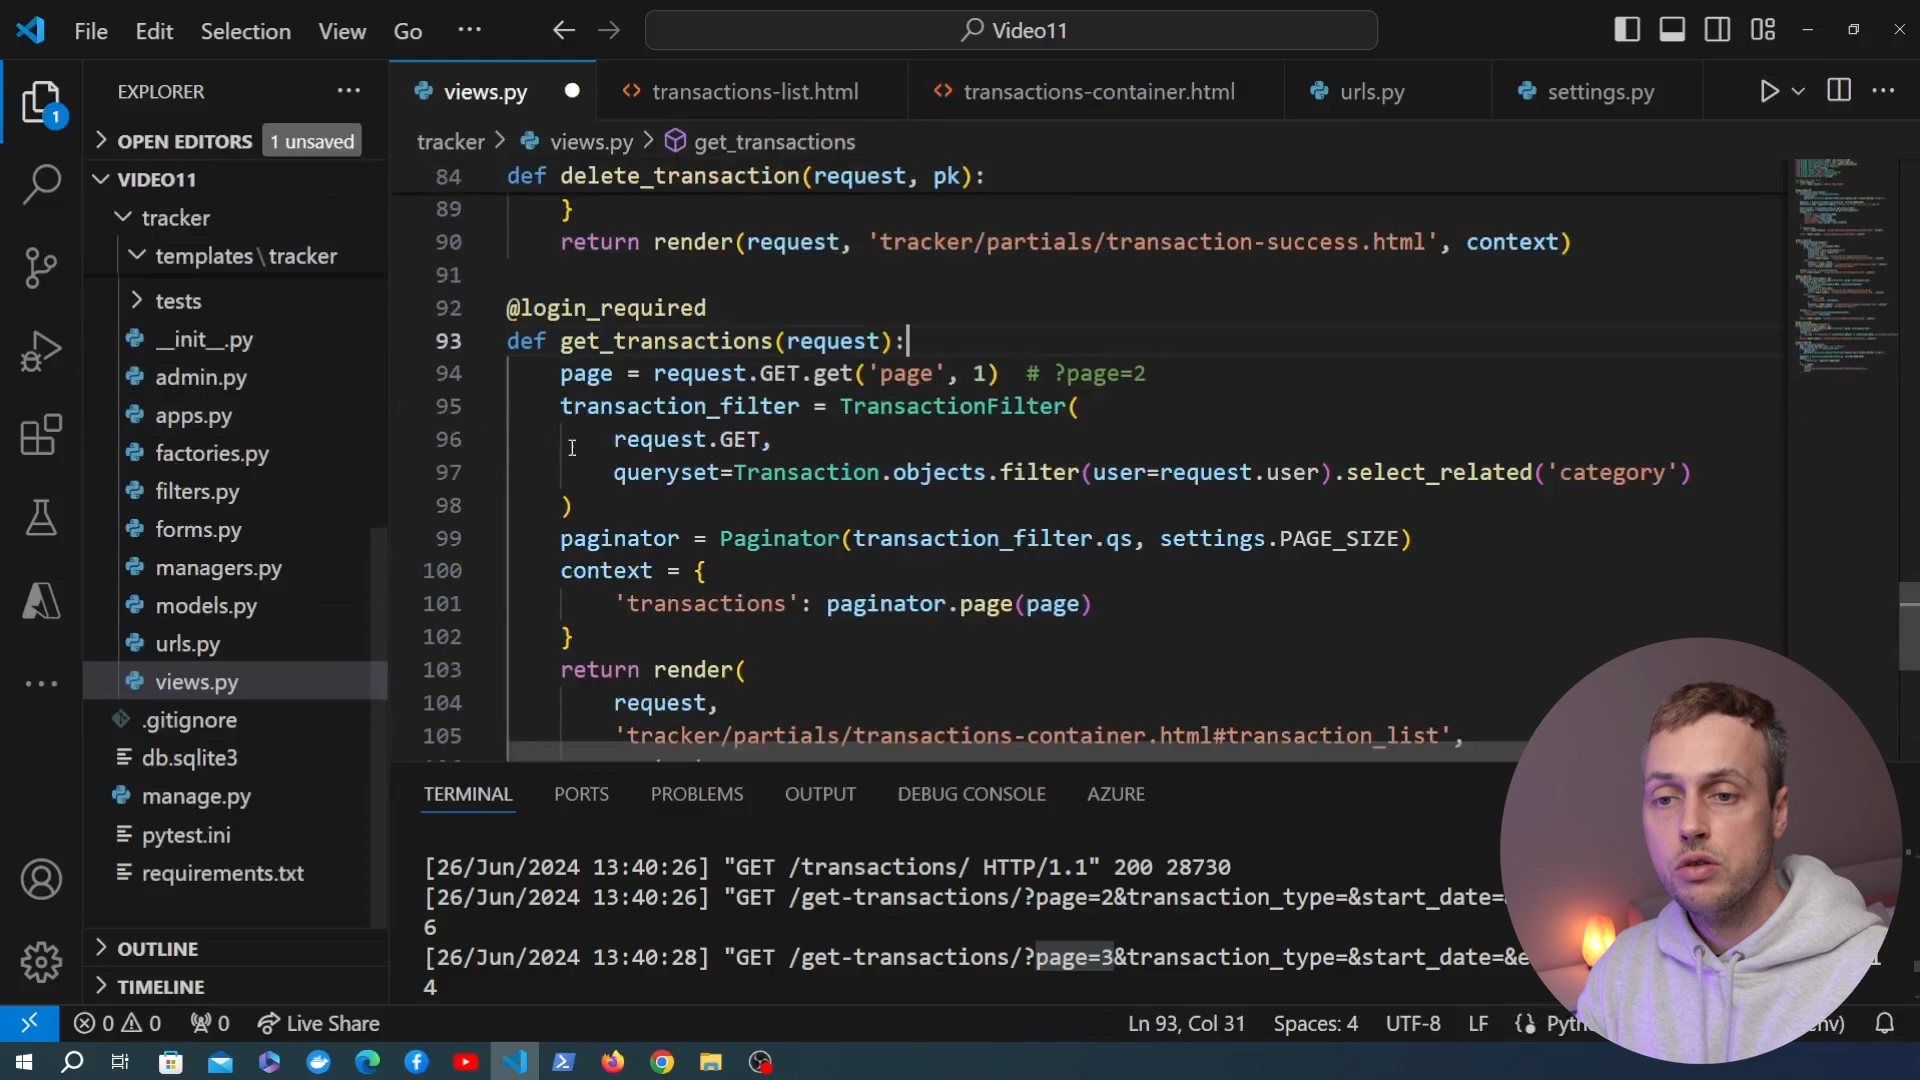 File Edit Selection View Go ··· Video11
EXPLORER ···
views.py transactions-list.html transactions-container.html urls.py settings.py
OPEN EDITORS 1 unsaved
tracker > views.py > get_transactions
VIDEO11
tracker
templates\tracker
tests
__init__.py
admin.py
apps.py
factories.py
filters.py
forms.py
managers.py
models.py
urls.py
views.py
.gitignore
db.sqlite3
manage.py
pytest.ini
requirements.txt
OUTLINE
TIMELINE
1
84 def delete_transaction(request, pk):
89 }
90 return render(request, 'tracker/partials/transaction-success.html', context)
91
92 @login_required
93 def get_transactions(request):
94 page = request.GET.get('page', 1) # ?page=2
95 transaction_filter = TransactionFilter(
96 request.GET,
97 queryset=Transaction.objects.filter(user=request.user).select_related('category')
98 )
99 paginator = Paginator(transaction_filter.qs, settings.PAGE_SIZE)
100 context = {
101 'transactions': paginator.page(page)
102 }
103 return render(
104 request,
105 'tracker/partials/transactions-container.html#transaction_list',
TERMINAL PORTS PROBLEMS OUTPUT DEBUG CONSOLE AZURE
[26/Jun/2024 13:40:26] "GET /transactions/ HTTP/1.1" 200 28730
[26/Jun/2024 13:40:26] "GET /get-transactions/?page=2&transaction_type=&start_date=
6
[26/Jun/2024 13:40:28] "GET /get-transactions/?page=3&transaction_type=&start_date=&e
4
0 0 0 Live Share Ln 93, Col 31 Spaces: 4 UTF-8 LF